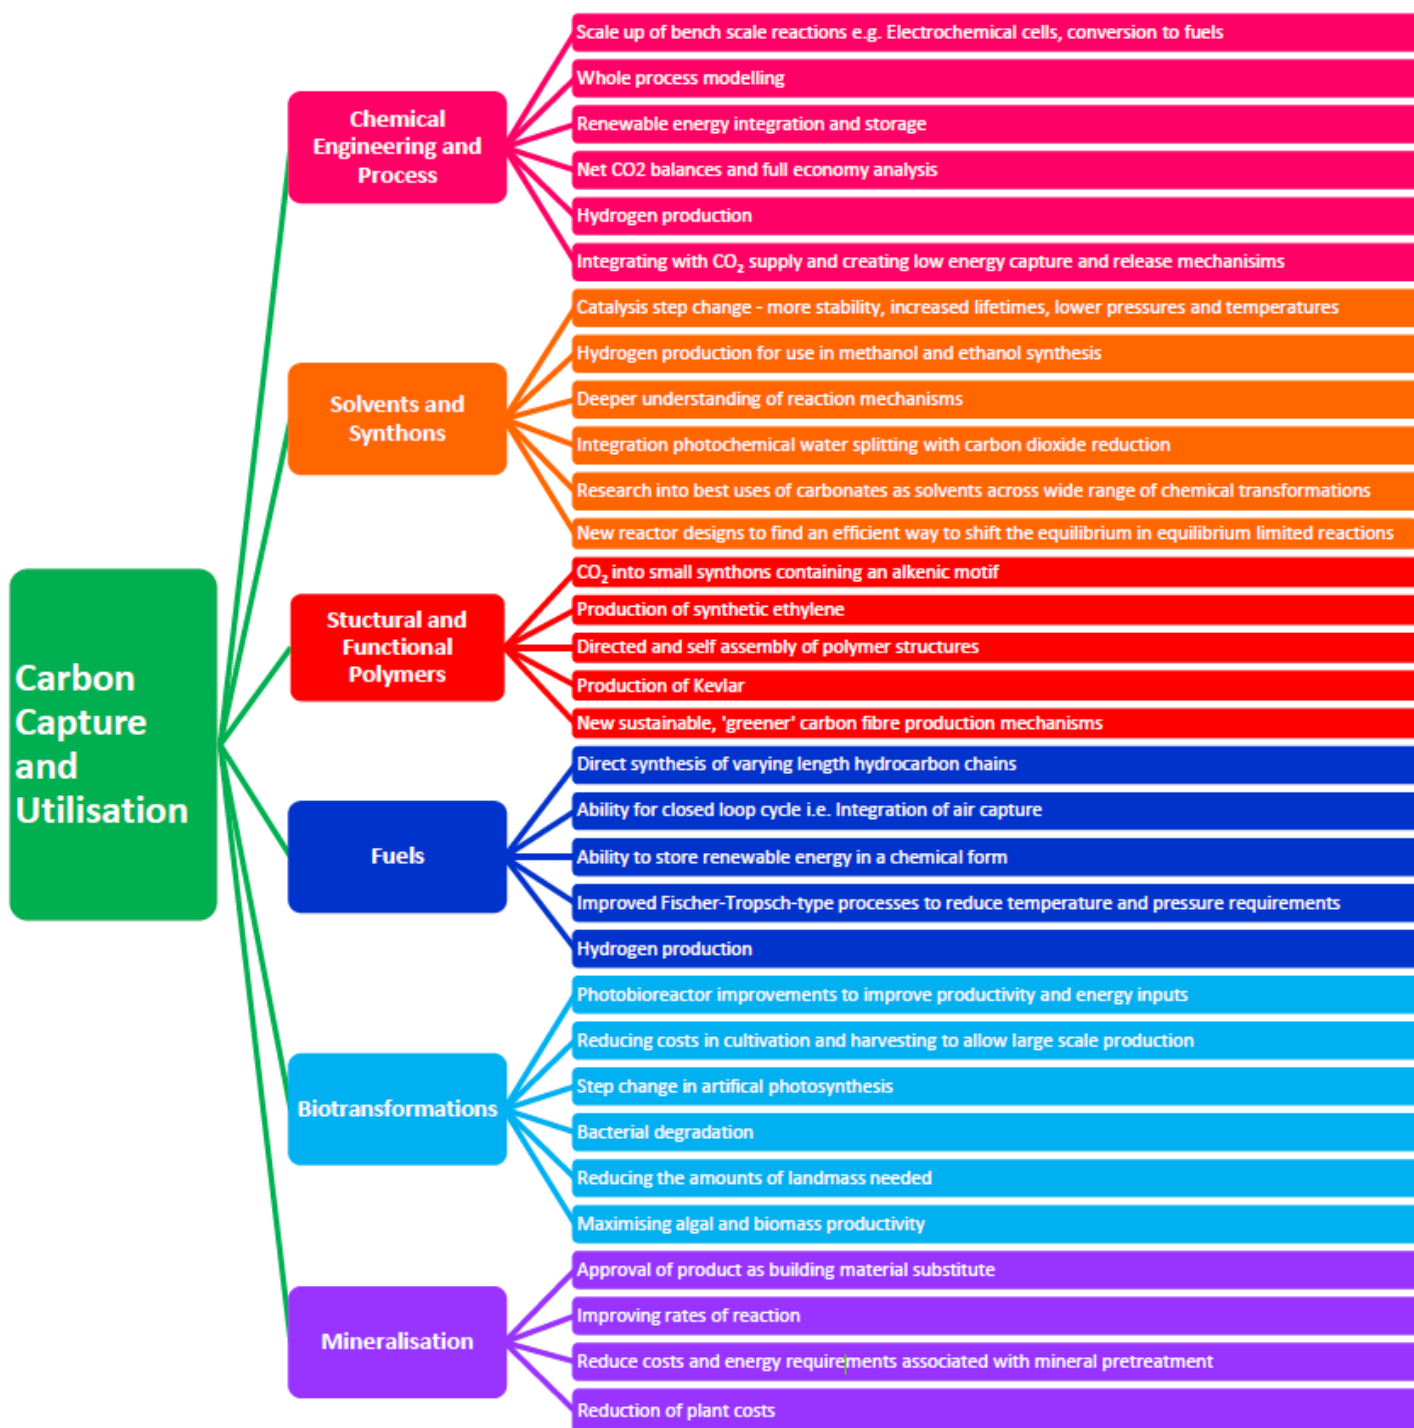 Carbon
Capture
and
Utilisation
Chemical
Engineering and
Process
Scale up of bench scale reactions e.g. Electrochemical cells, conversion to fuels
Whole process modelling
Renewable energy integration and storage
Net CO2 balances and full economy analysis
Hydrogen production
Integrating with CO₂ supply and creating low energy capture and release mechanisims
Solvents and
Synthons
Catalysis step change - more stability, increased lifetimes, lower pressures and temperatures
Hydrogen production for use in methanol and ethanol synthesis
Deeper understanding of reaction mechanisms
Integration photochemical water splitting with carbon dioxide reduction
Research into best uses of carbonates as solvents across wide range of chemical transformations
New reactor designs to find an efficient way to shift the equilibrium in equilibrium limited reactions
Stuctural and
Functional
Polymers
CO₂ into small synthons containing an alkenic motif
Production of synthetic ethylene
Directed and self assembly of polymer structures
Production of Kevlar
New sustainable, 'greener' carbon fibre production mechanisms
Fuels
Direct synthesis of varying length hydrocarbon chains
Ability for closed loop cycle i.e. Integration of air capture
Ability to store renewable energy in a chemical form
Improved Fischer-Tropsch-type processes to reduce temperature and pressure requirements
Hydrogen production
Biotransformations
Photobioreactor improvements to improve productivity and energy inputs
Reducing costs in cultivation and harvesting to allow large scale production
Step change in artifical photosynthesis
Bacterial degradation
Reducing the amounts of landmass needed
Maximising algal and biomass productivity
Mineralisation
Approval of product as building material substitute
Improving rates of reaction
Reduce costs and energy requirements associated with mineral pretreatment
Reduction of plant costs